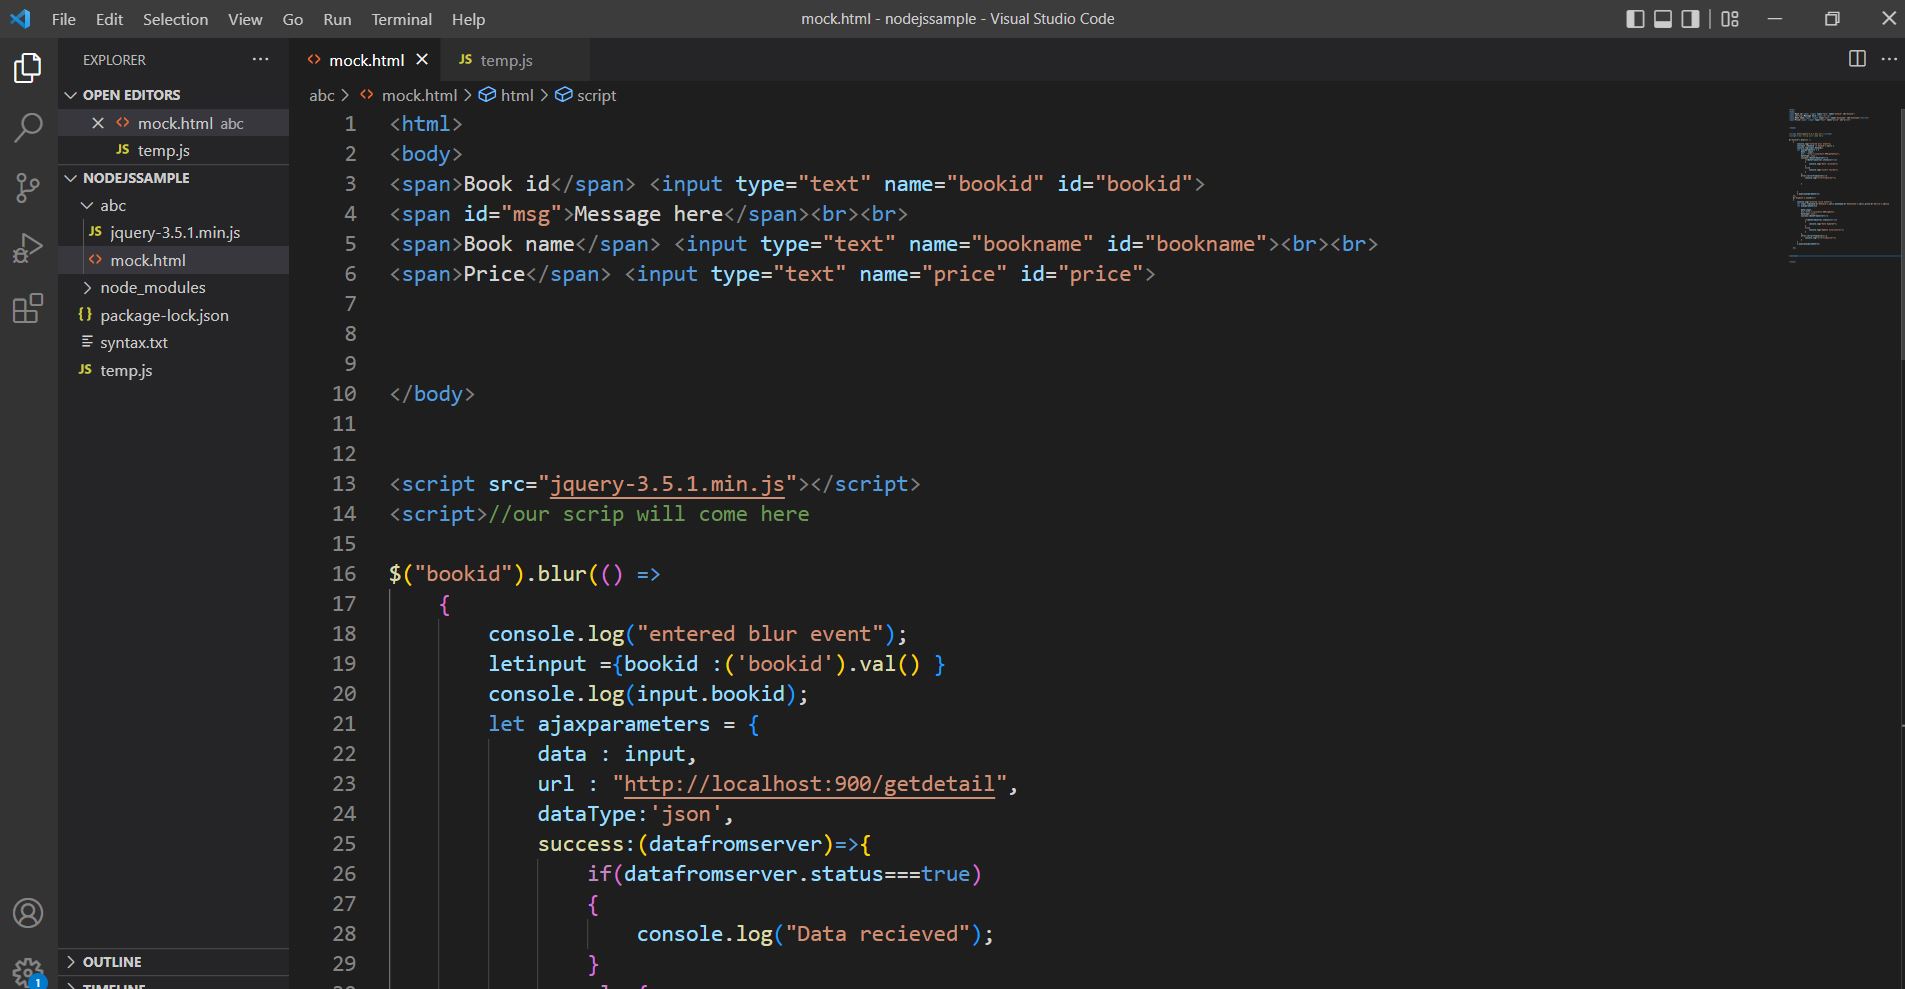 File Edit Selection View Go Run Terminal Help mock.html - nodejssample - Visual Studio Code
EXPLORER
OPEN EDITORS
mock.html abc
JS temp.js
NODEJSSAMPLE
abc
JS jquery-3.5.1.min.js
mock.html
node_modules
{} package-lock.json
syntax.txt
JS temp.js
OUTLINE
TIMELINE
1
mock.html JS temp.js
abc > mock.html > html > script
1 <html>
2 <body>
3 <span>Book id</span> <input type="text" name="bookid" id="bookid">
4 <span id="msg">Message here</span><br><br>
5 <span>Book name</span> <input type="text" name="bookname" id="bookname"><br><br>
6 <span>Price</span> <input type="text" name="price" id="price">
7
8
9
10 </body>
11
12
13 <script src="jquery-3.5.1.min.js"></script>
14 <script>//our scrip will come here
15
16 $("bookid").blur(() =>
17 {
18 console.log("entered blur event");
19 letinput ={bookid :('bookid').val() }
20 console.log(input.bookid);
21 let ajaxparameters = {
22 data : input,
23 url : "http://localhost:900/getdetail",
24 dataType:'json',
25 success:(datafromserver)=>{
26 if(datafromserver.status===true)
27 {
28 console.log("Data recieved");
29 }